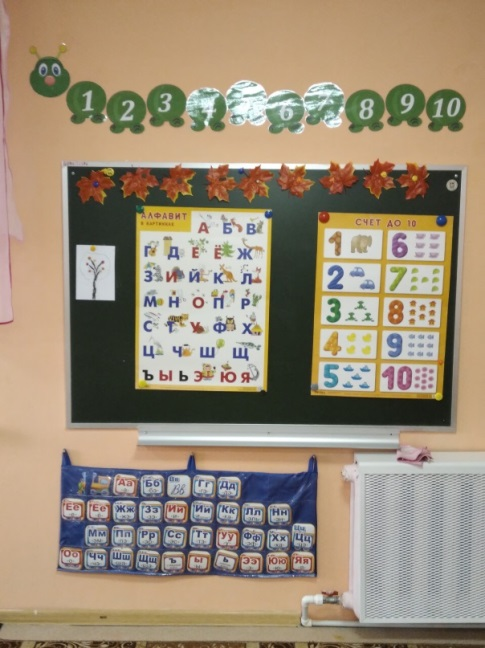 1 2 3 4 6 8 9 10
АЛФАВИТ
В КАРТИНКАХ
А Б В
Г Д Е Ё Ж
З И Й К Л
М Н О П Р
С Т У Ф Х
Ц Ч Ш Щ
Ъ Ы Ь Э Ю Я
СЧЕТ ДО 10
1 6
2 7
3 8
4 9
5 10
Аа Бб Вв Гг Дд
Ее Ёё Жж Зз Ии Йй Кк Лл Нн
Мм Пп Рр Сс Тт Уу Фф Хх Цц
Оо Чч Шш Щщ Ъ Ы Ь Ээ Юю Яя